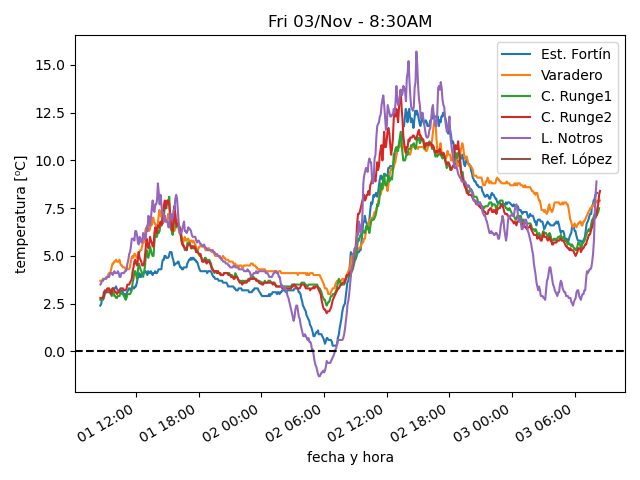 Fri 03/Nov - 8:30AM
temperatura [ºC]
15.0
12.5
10.0
7.5
5.0
2.5
0.0
Est. Fortín
Varadero
C. Runge1
C. Runge2
L. Notros
Ref. López
01 12:00
01 18:00
02 00:00
02 06:00
02 12:00
02 18:00
03 00:00
03 06:00
fecha y hora